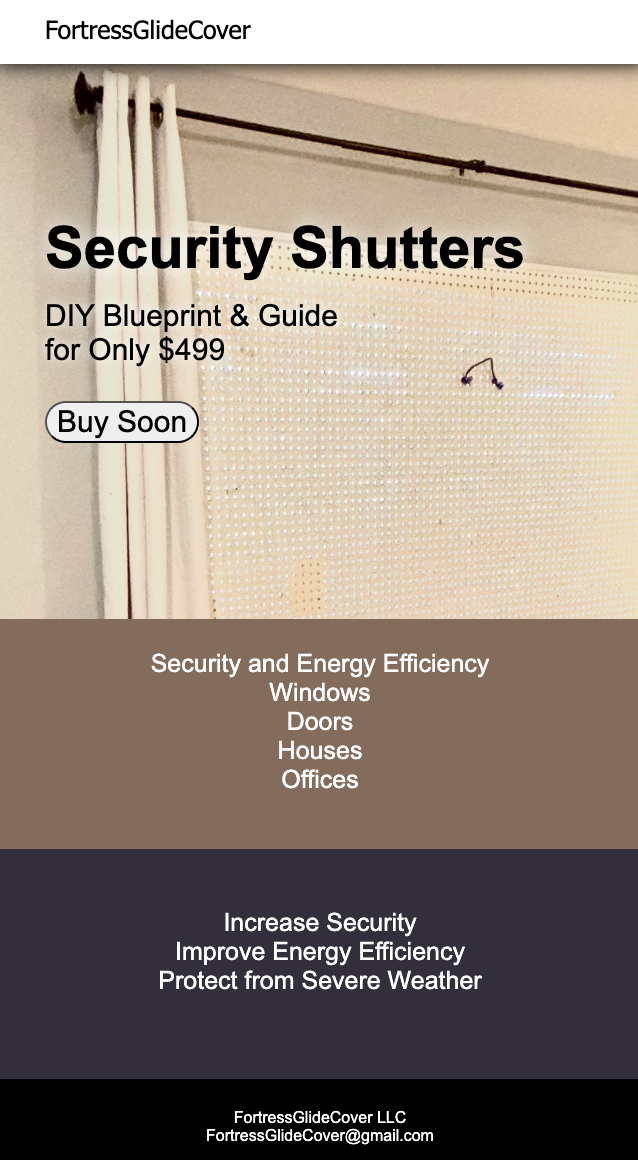 FortressGlideCover
Security Shutters
DIY Blueprint & Guide
for Only $499
Buy Soon
Security and Energy Efficiency
Windows
Doors
Houses
Offices
Increase Security
Improve Energy Efficiency
Protect from Severe Weather
FortressGlideCover LLC
FortressGlideCover@gmail.com